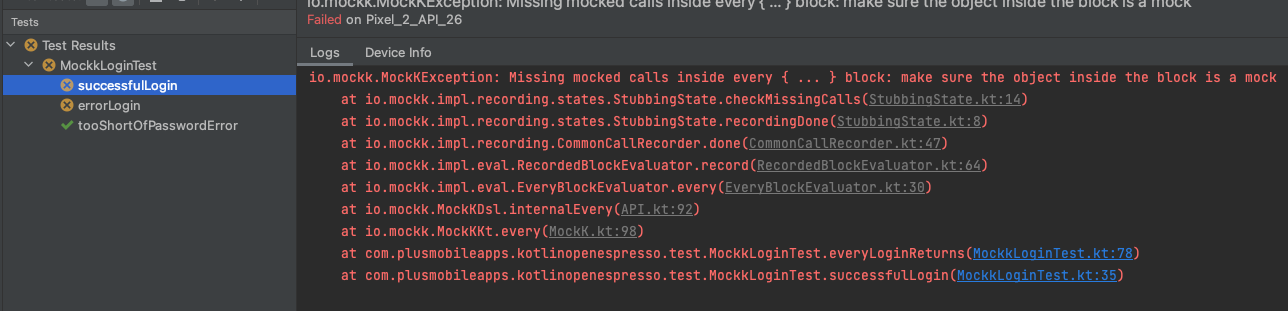 io.mockk.MockKException: Missing mocked calls inside every { ... } block: make sure the object inside the block is a mock
Tests
Failed on Pixel_2_API_26
Test Results
MockkLoginTest
successfulLogin
errorLogin
tooShortOfPasswordError
Logs Device Info
io.mockk.MockKException: Missing mocked calls inside every { ... } block: make sure the object inside the block is a mock
at io.mockk.impl.recording.states.StubbingState.checkMissingCalls(StubbingState.kt:14)
at io.mockk.impl.recording.states.StubbingState.recordingDone(StubbingState.kt:8)
at io.mockk.impl.recording.CommonCallRecorder.done(CommonCallRecorder.kt:47)
at io.mockk.impl.eval.RecordedBlockEvaluator.record(RecordedBlockEvaluator.kt:64)
at io.mockk.impl.eval.EveryBlockEvaluator.every(EveryBlockEvaluator.kt:30)
at io.mockk.MockKDsl.internalEvery(API.kt:92)
at io.mockk.MockKKt.every(MockK.kt:98)
at com.plusmobileapps.kotlinopenespresso.test.MockkLoginTest.everyLoginReturns(MockkLoginTest.kt:78)
at com.plusmobileapps.kotlinopenespresso.test.MockkLoginTest.successfulLogin(MockkLoginTest.kt:35)